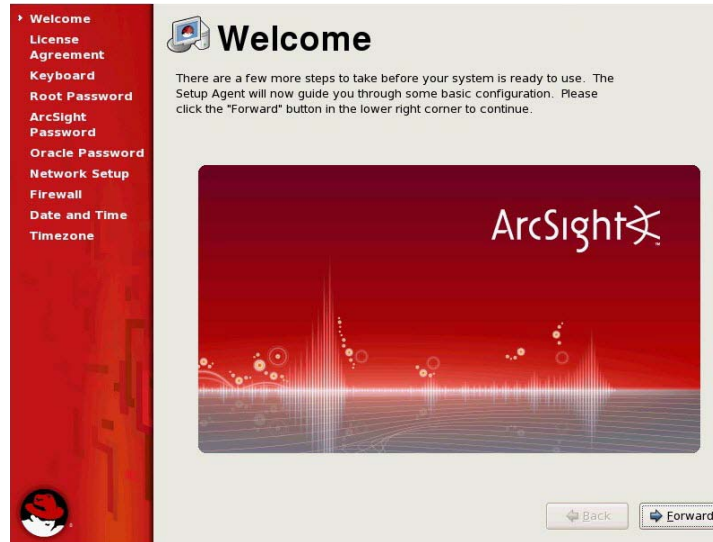 Welcome
License
Agreement
Keyboard
Root Password
ArcSight
Password
Oracle Password
Network Setup
Firewall
Date and Time
Timezone
Welcome
There are a few more steps to take before your system is ready to use. The
Setup Agent will now guide you through some basic configuration. Please
click the "Forward" button in the lower right corner to continue.
ArcSight
Back
Forward